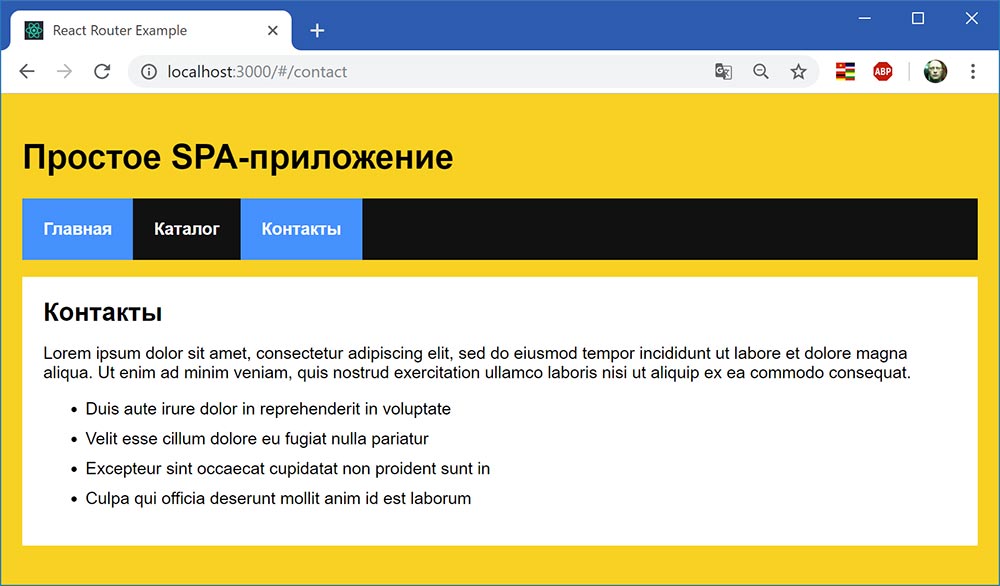 React Router Example
localhost:3000/#/contact
ABP
Простое SPA-приложение
Главная Каталог Контакты
Контакты
Lorem ipsum dolor sit amet, consectetur adipiscing elit, sed do eiusmod tempor incididunt ut labore et dolore magna
aliqua. Ut enim ad minim veniam, quis nostrud exercitation ullamco laboris nisi ut aliquip ex ea commodo consequat.
• Duis aute irure dolor in reprehenderit in voluptate
• Velit esse cillum dolore eu fugiat nulla pariatur
• Excepteur sint occaecat cupidatat non proident sunt in
• Culpa qui officia deserunt mollit anim id est laborum